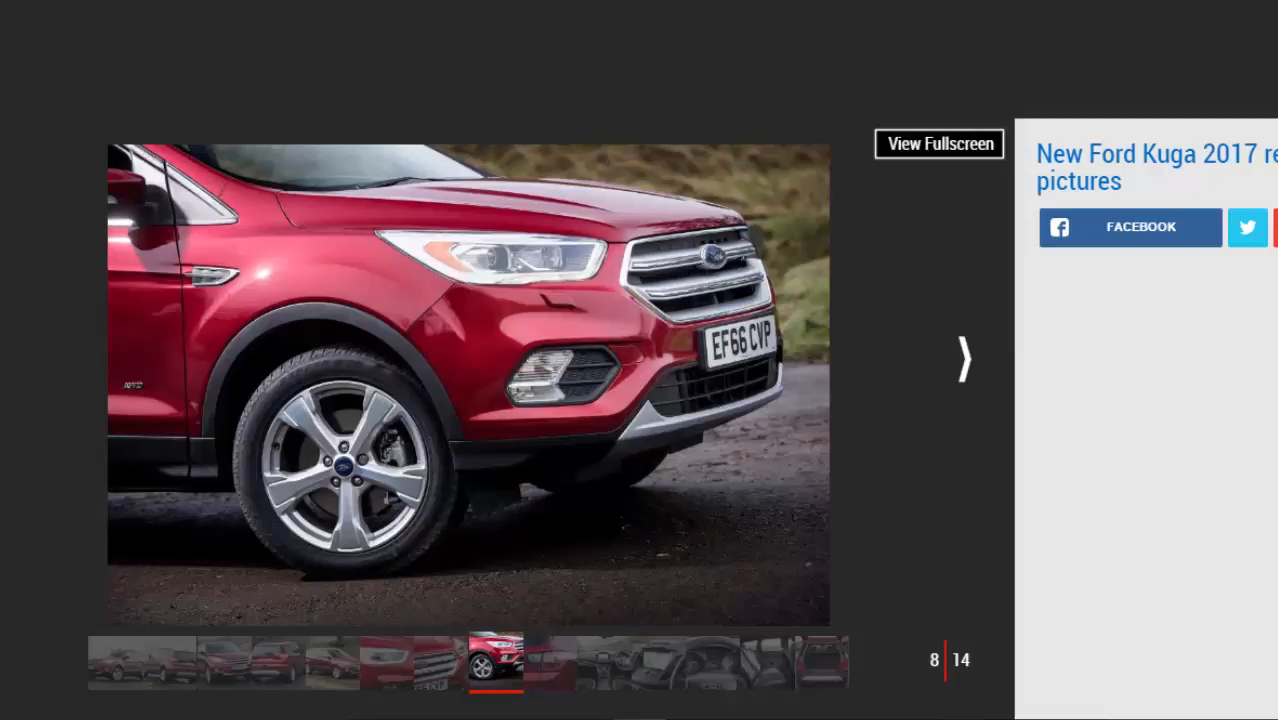 View Fullscreen
New Ford Kuga 2017 re
pictures
FACEBOOK
EF66 CVP
8 14